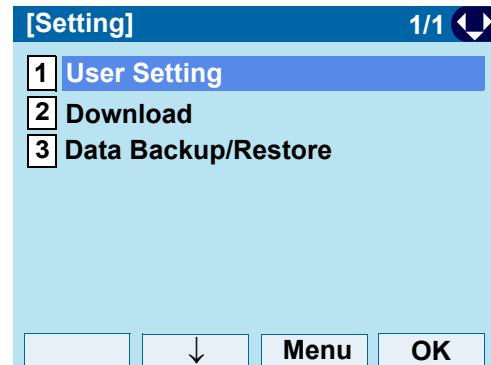 [Setting] 1/1
1 User Setting
2 Download
3 Data Backup/Restore
↓ Menu OK